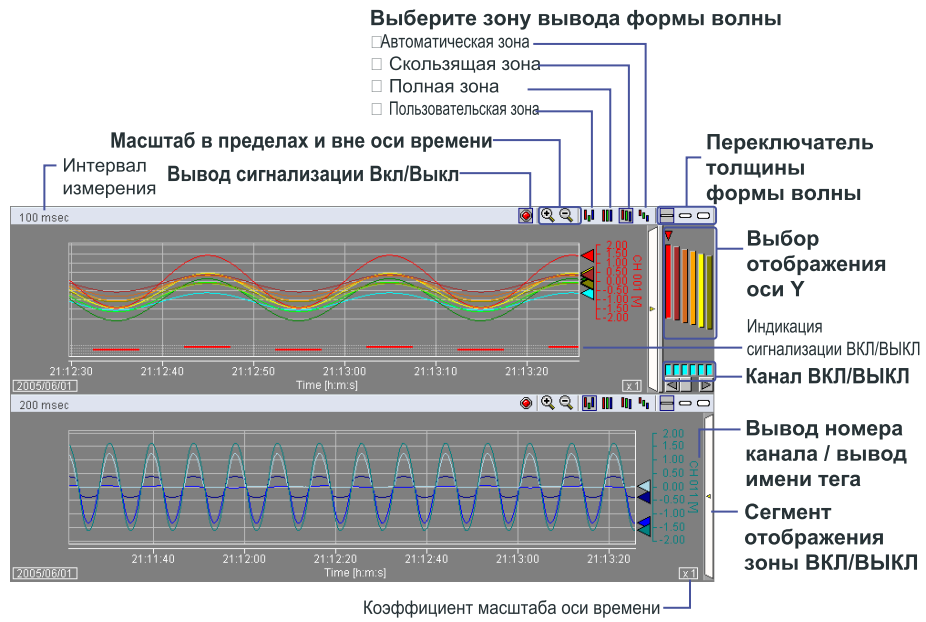 Выберите зону вывода формы волны
Автоматическая зона
Скользящая зона
Полная зона
Пользовательская зона
Масштаб в пределах и вне оси времени
Вывод сигнализации Вкл/Выкл
Интервал
измерения
Переключатель
толщины
формы волны
100 msec
2.00
1.50
1.00
0.50
0.00
-0.50
-1.00
-1.50
-2.00
CH 001 M
Выбор
отображения
оси Y
Индикация
сигнализации ВКЛ/ВЫКЛ
Канал ВКЛ/ВЫКЛ
21:12:30 21:12:40 21:12:50 21:13:00 21:13:10 21:13:20
2005/06/01 Time [h:m:s] x 1
200 msec
2.00
1.50
1.00
0.50
0.00
-0.50
-1.00
-1.50
-2.00
CH 011 M
Вывод номера
канала / вывод
имени тега
Сегмент
отображения
зоны ВКЛ/ВЫКЛ
21:11:40 21:12:00 21:12:20 21:12:40 21:13:00 21:13:20
2005/06/01 Time [h:m:s] x 1
Коэффициент масштаба оси времени